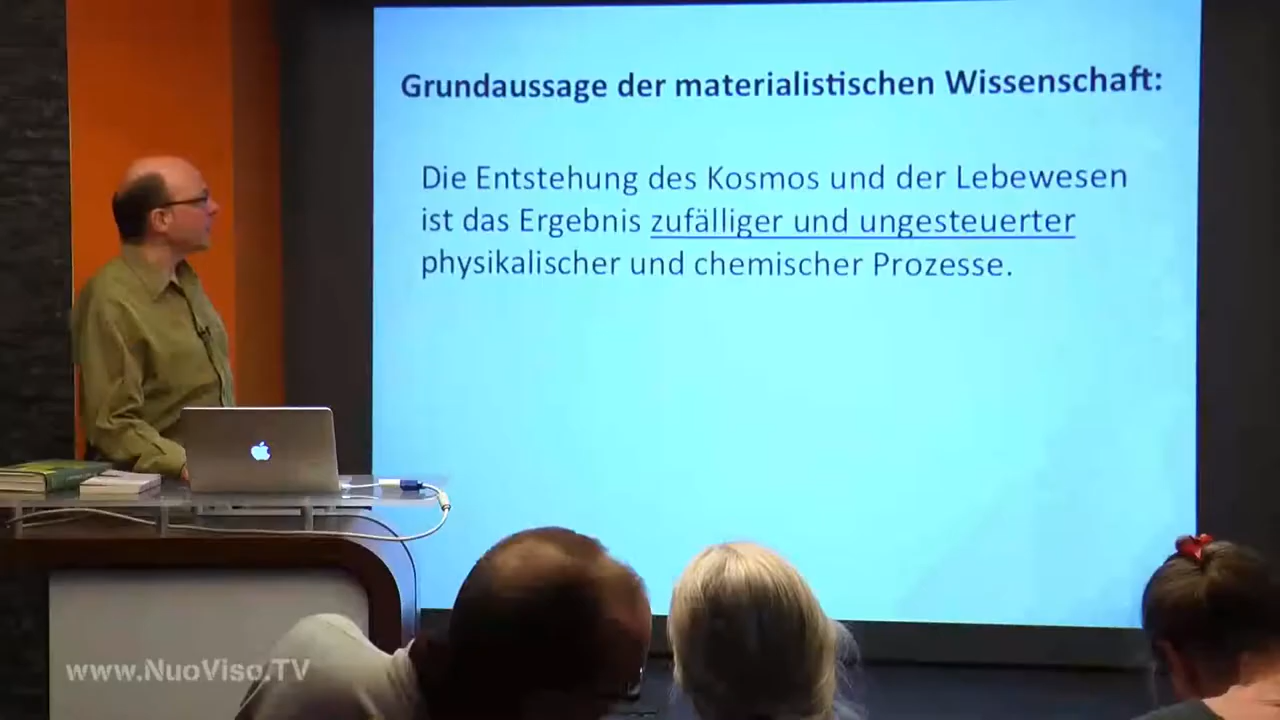 Grundaussage der materialistischen Wissenschaft:
Die Entstehung des Kosmos und der Lebewesen
ist das Ergebnis zufälliger und ungesteuerter
physikalischer und chemischer Prozesse.
www.NuoViso.TV